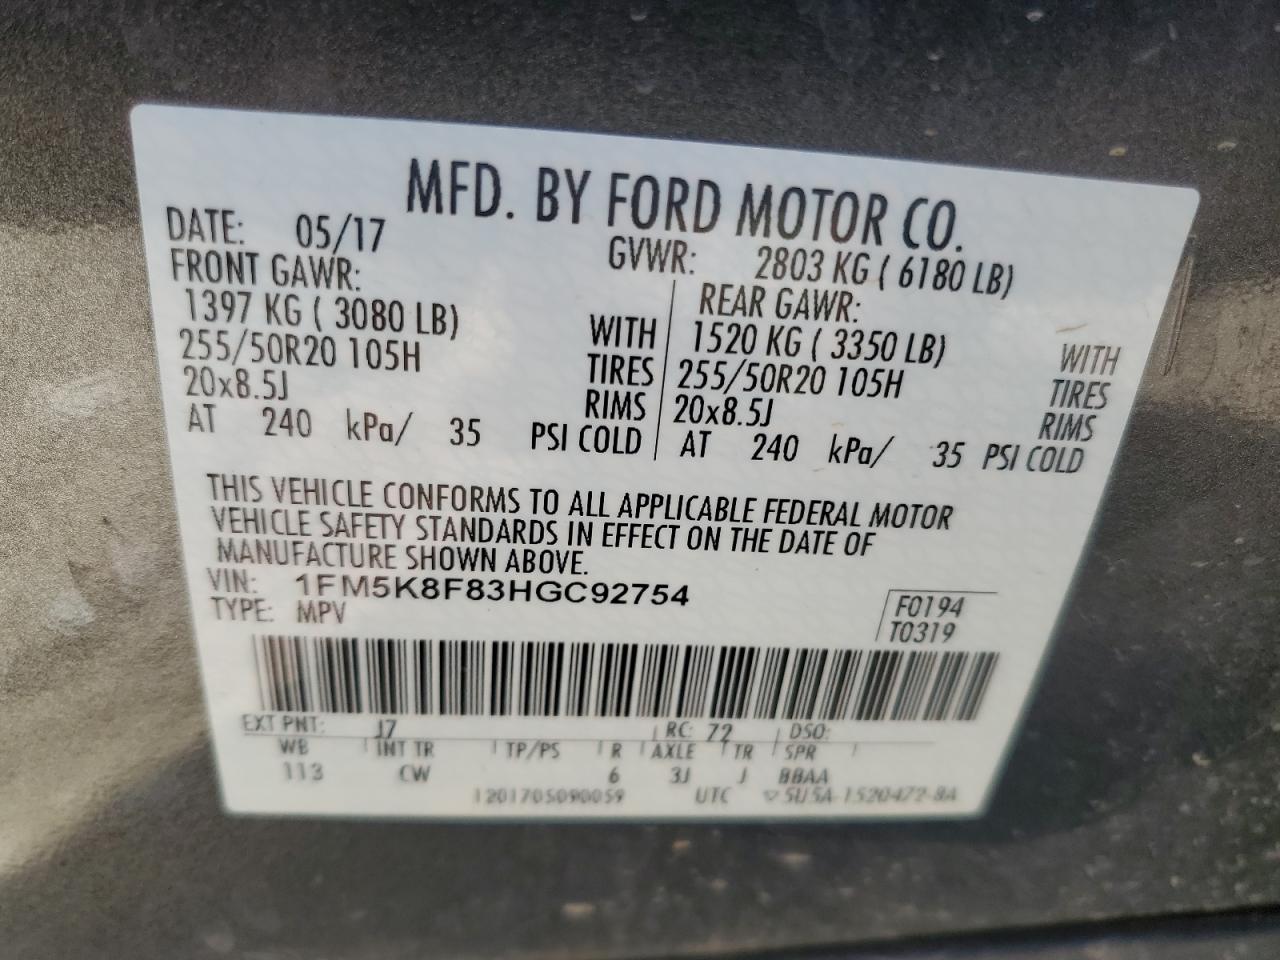 MFD. BY FORD MOTOR CO.
DATE: 05/17 GVWR: 2803 KG ( 6180 LB)
FRONT GAWR: REAR GAWR:
1397 KG ( 3080 LB) WITH 1520 KG ( 3350 LB) WITH
255/50R20 105H TIRES 255/50R20 105H TIRES
20x8.5J RIMS 20x8.5J RIMS
AT 240 kPa/ 35 PSI COLD AT 240 kPa/ 35 PSI COLD
THIS VEHICLE CONFORMS TO ALL APPLICABLE FEDERAL MOTOR
VEHICLE SAFETY STANDARDS IN EFFECT ON THE DATE OF
MANUFACTURE SHOWN ABOVE.
VIN: 1FM5K8F83HGC92754
TYPE: MPV
F0194
T0319
EXT PNT: J7 RC: 72 DSO:
WB INT TR TP/PS R AXLE TR SPR
113 CW 6 3J J BBAA
1201705090059 UTC ▽ SU5A-1520472-BA